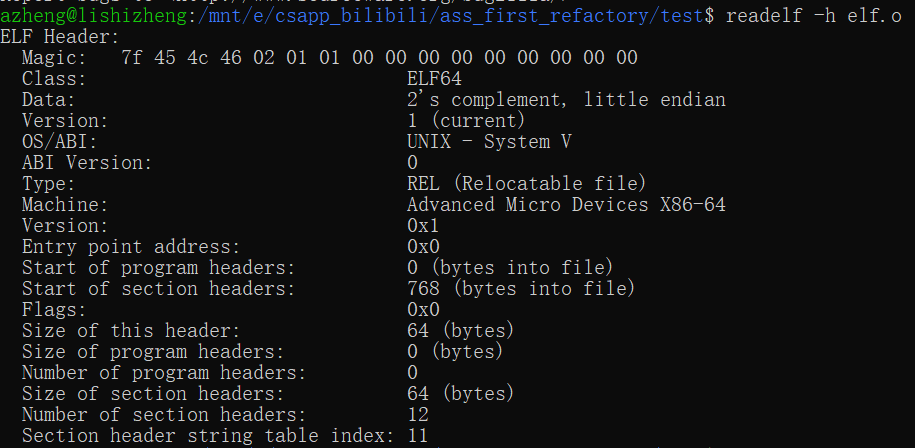 azheng@lishizheng:/mnt/e/csapp_bilibili/ass_first_refactory/test$ readelf -h elf.o
ELF Header:
  Magic:   7f 45 4c 46 02 01 01 00 00 00 00 00 00 00 00 00
  Class:                             ELF64
  Data:                              2's complement, little endian
  Version:                           1 (current)
  OS/ABI:                            UNIX - System V
  ABI Version:                       0
  Type:                              REL (Relocatable file)
  Machine:                           Advanced Micro Devices X86-64
  Version:                           0x1
  Entry point address:               0x0
  Start of program headers:          0 (bytes into file)
  Start of section headers:          768 (bytes into file)
  Flags:                             0x0
  Size of this header:               64 (bytes)
  Size of program headers:           0 (bytes)
  Number of program headers:         0
  Size of section headers:           64 (bytes)
  Number of section headers:         12
  Section header string table index: 11